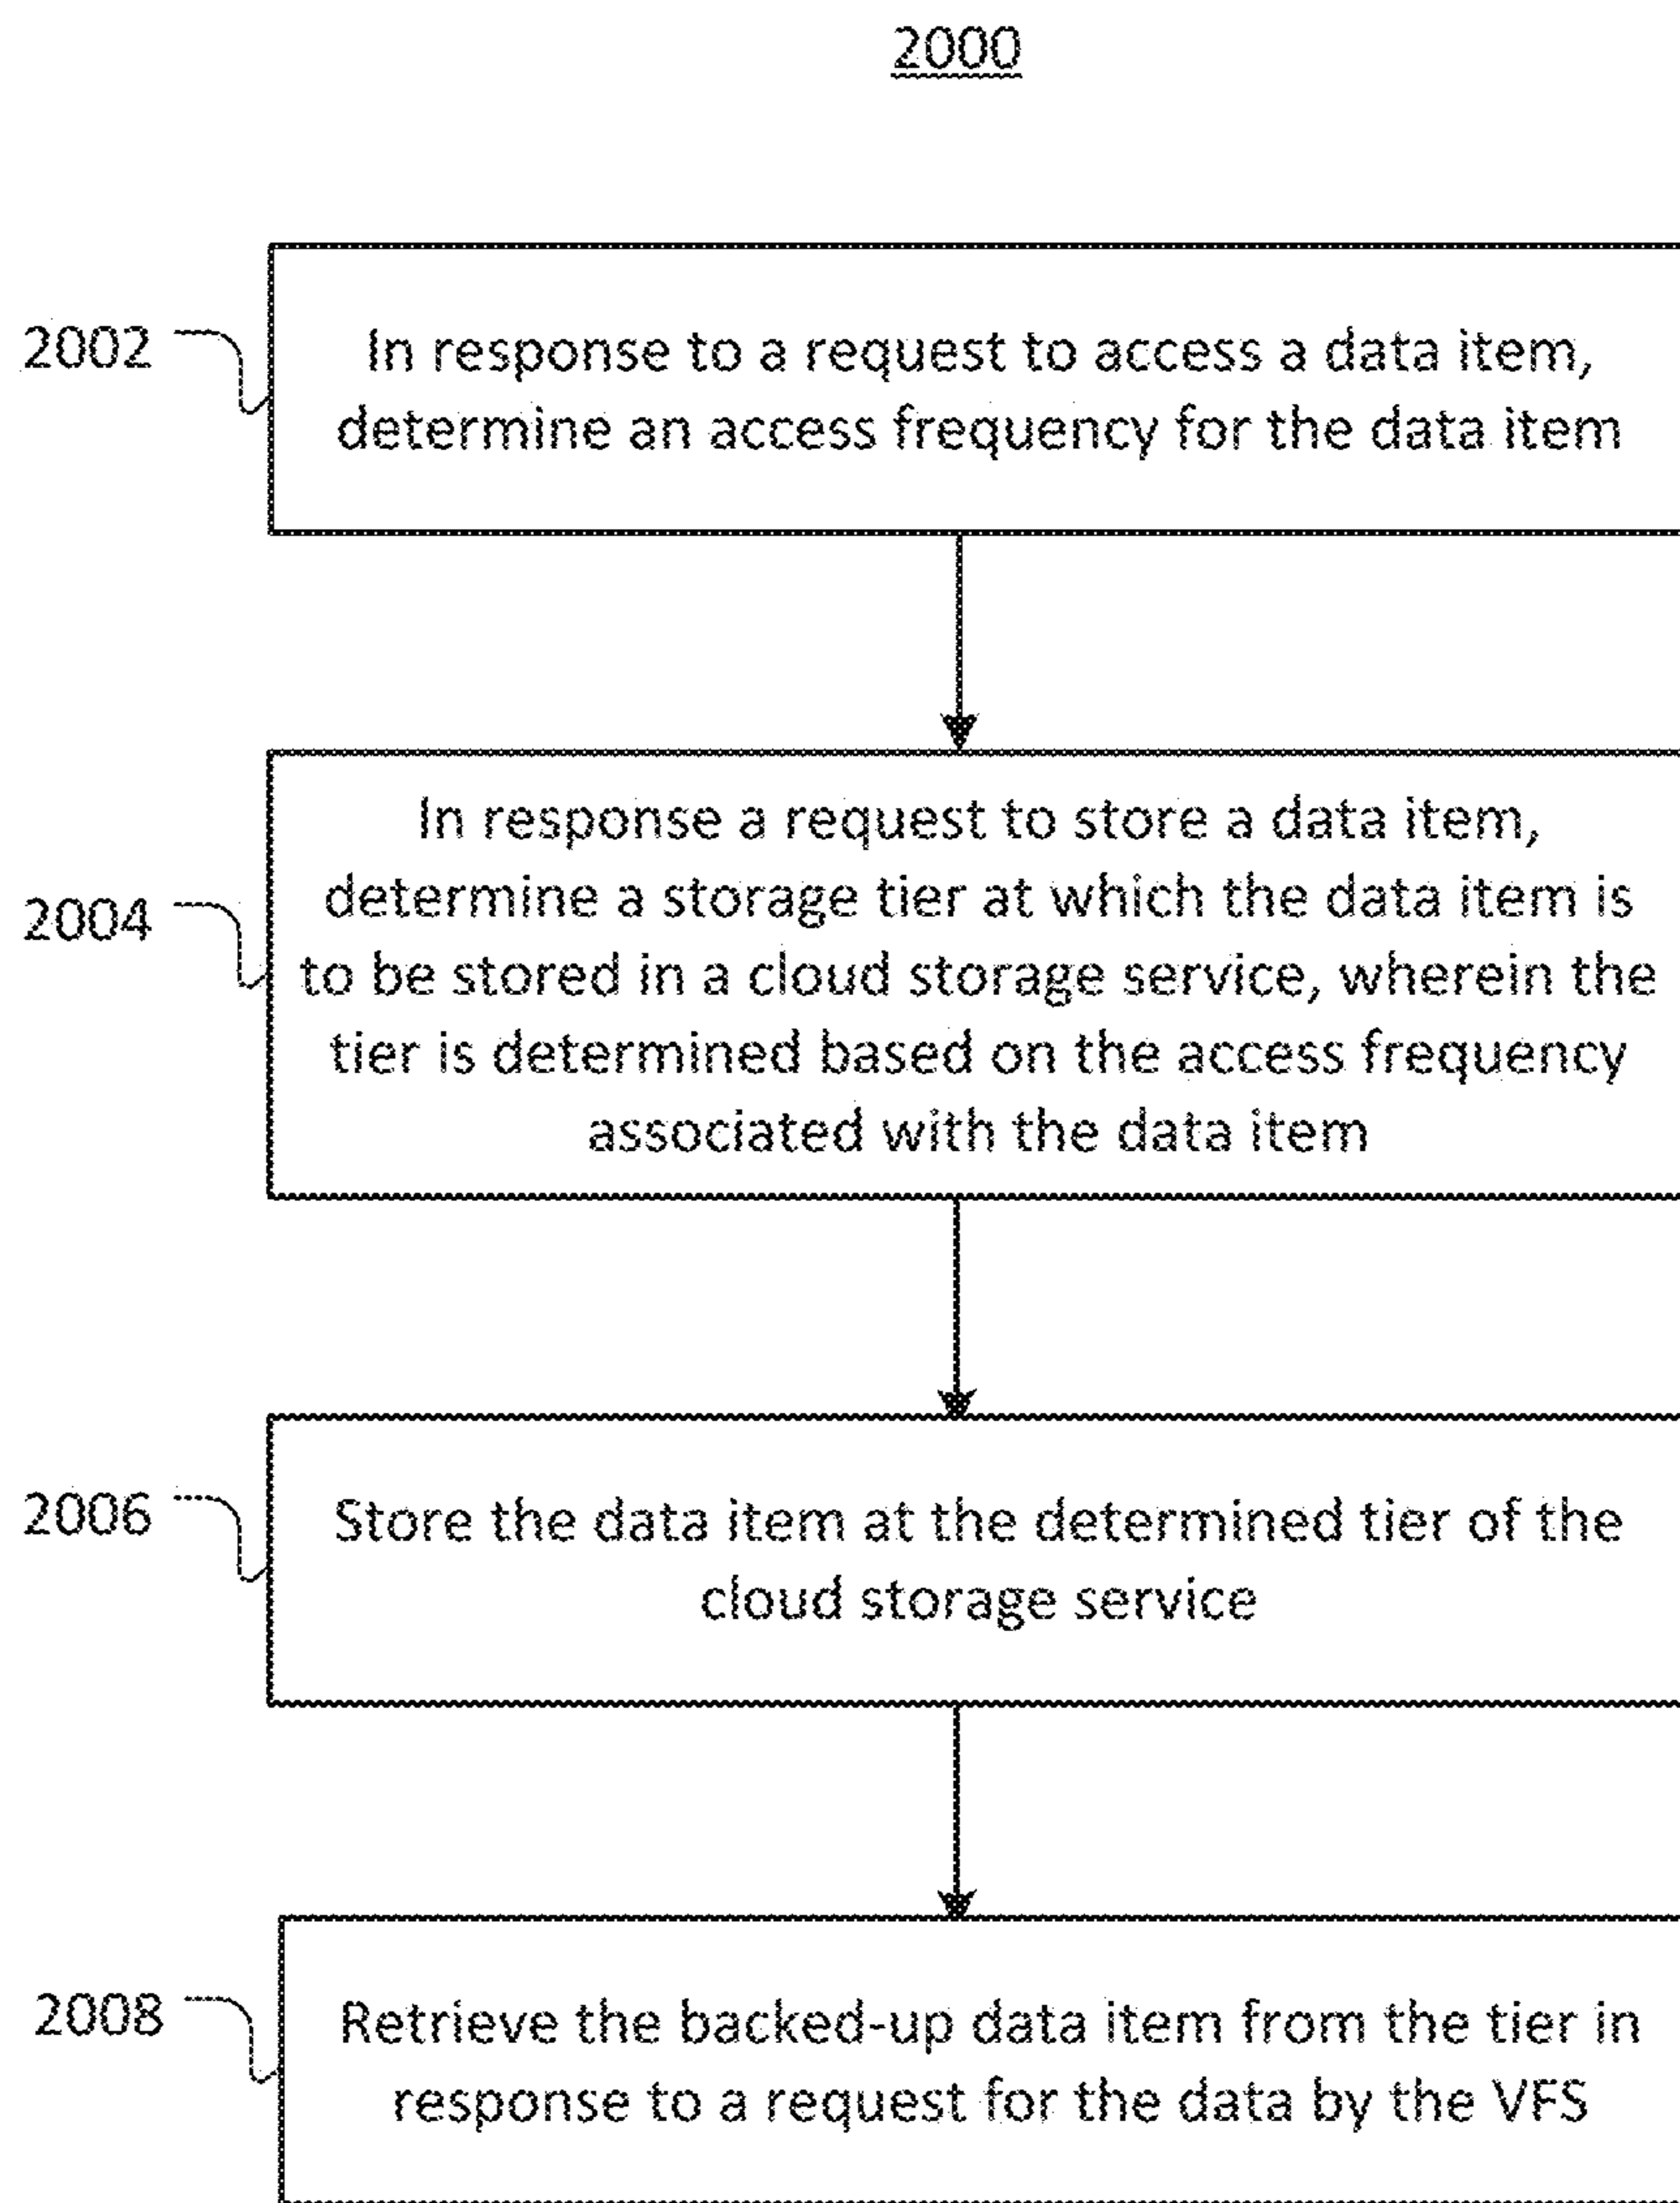 2000
2002
In response to a request to access a data item,
determine an access frequency for the data item
2004
In response a request to store a data item,
determine a storage tier at which the data item is
to be stored in a cloud storage service, wherein the
tier is determined based on the access frequency
associated with the data item
2006
Store the data item at the determined tier of the
cloud storage service
2008
Retrieve the backed-up data item from the tier in
response to a request for the data by the VFS